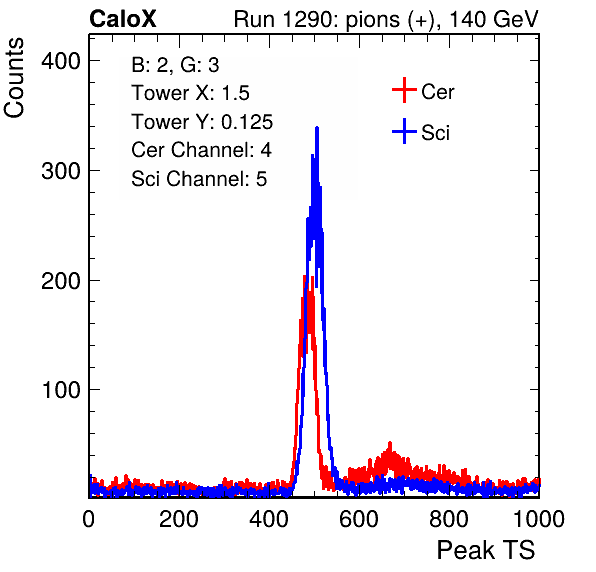 CaloX Run 1290: pions (+), 140 GeV
Counts
400
300
200
100
B: 2, G: 3
Tower X: 1.5
Tower Y: 0.125
Cer Channel: 4
Sci Channel: 5
Cer
Sci
0 200 400 600 800 1000
Peak TS